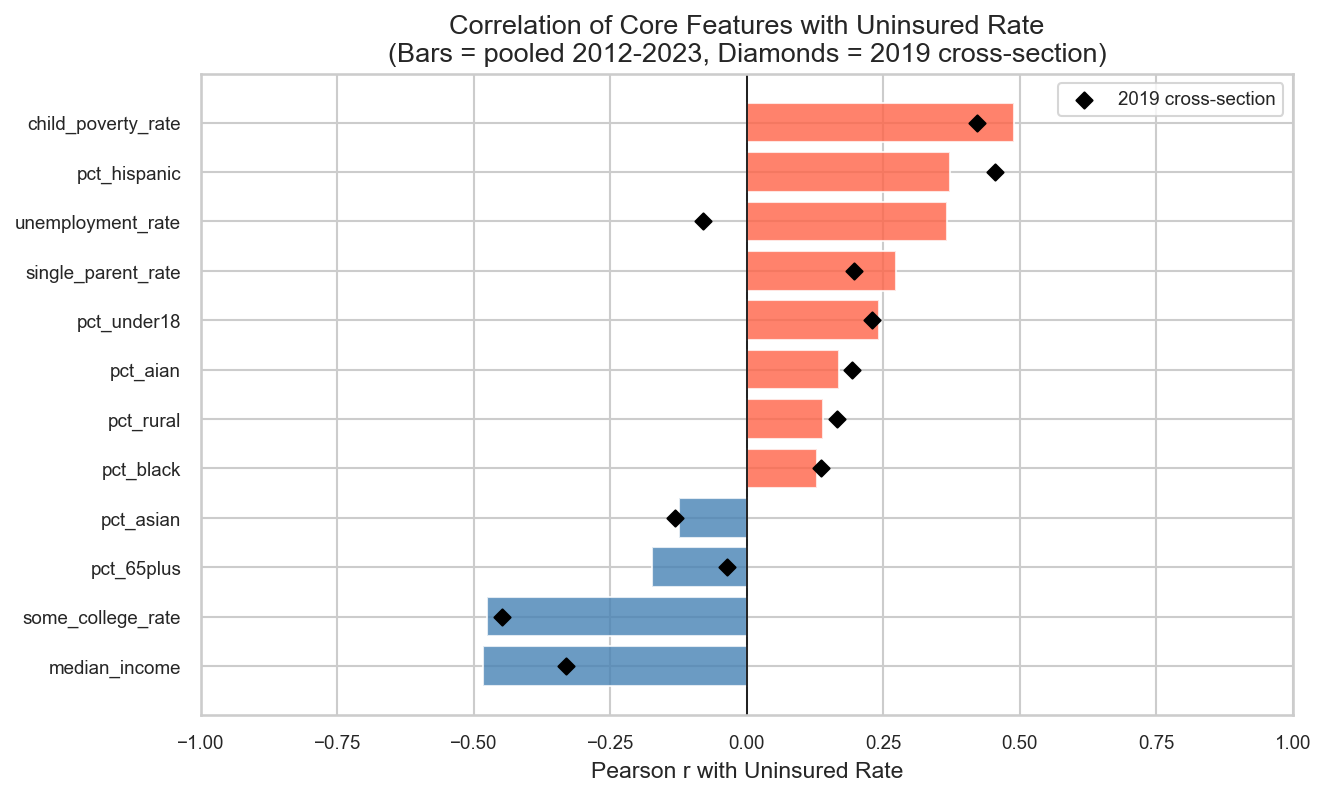 Correlation of Core Features with Uninsured Rate
(Bars = pooled 2012-2023, Diamonds = 2019 cross-section)
2019 cross-section
child_poverty_rate
pct_hispanic
unemployment_rate
single_parent_rate
pct_under18
pct_aian
pct_rural
pct_black
pct_asian
pct_65plus
some_college_rate
median_income
−1.00 −0.75 −0.50 −0.25 0.00 0.25 0.50 0.75 1.00
Pearson r with Uninsured Rate